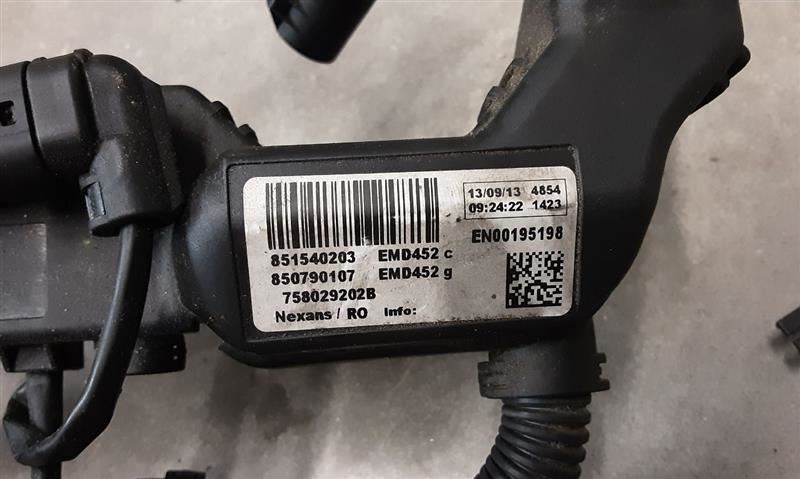 13/09/13 4854
09:24:22 1423
EN00195198
851540203 EMD452 c
850790107 EMD452 g
758029202B
Nexans / RO Info: